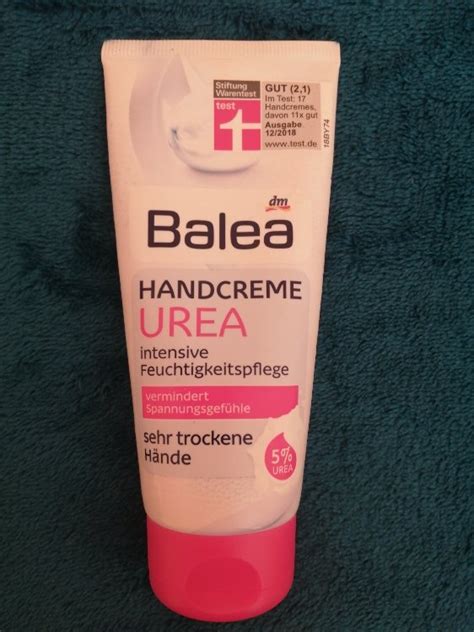 Stiftung
Warentest
test
GUT (2,1)
Im Test: 17
Handcremes,
davon 11x gut
Ausgabe
12/2018
www.test.de
18BY74
dm
Balea
HANDCREME
UREA
intensive
Feuchtigkeitspflege
vermindert
Spannungsgefühle
sehr trockene
Hände
5%
UREA